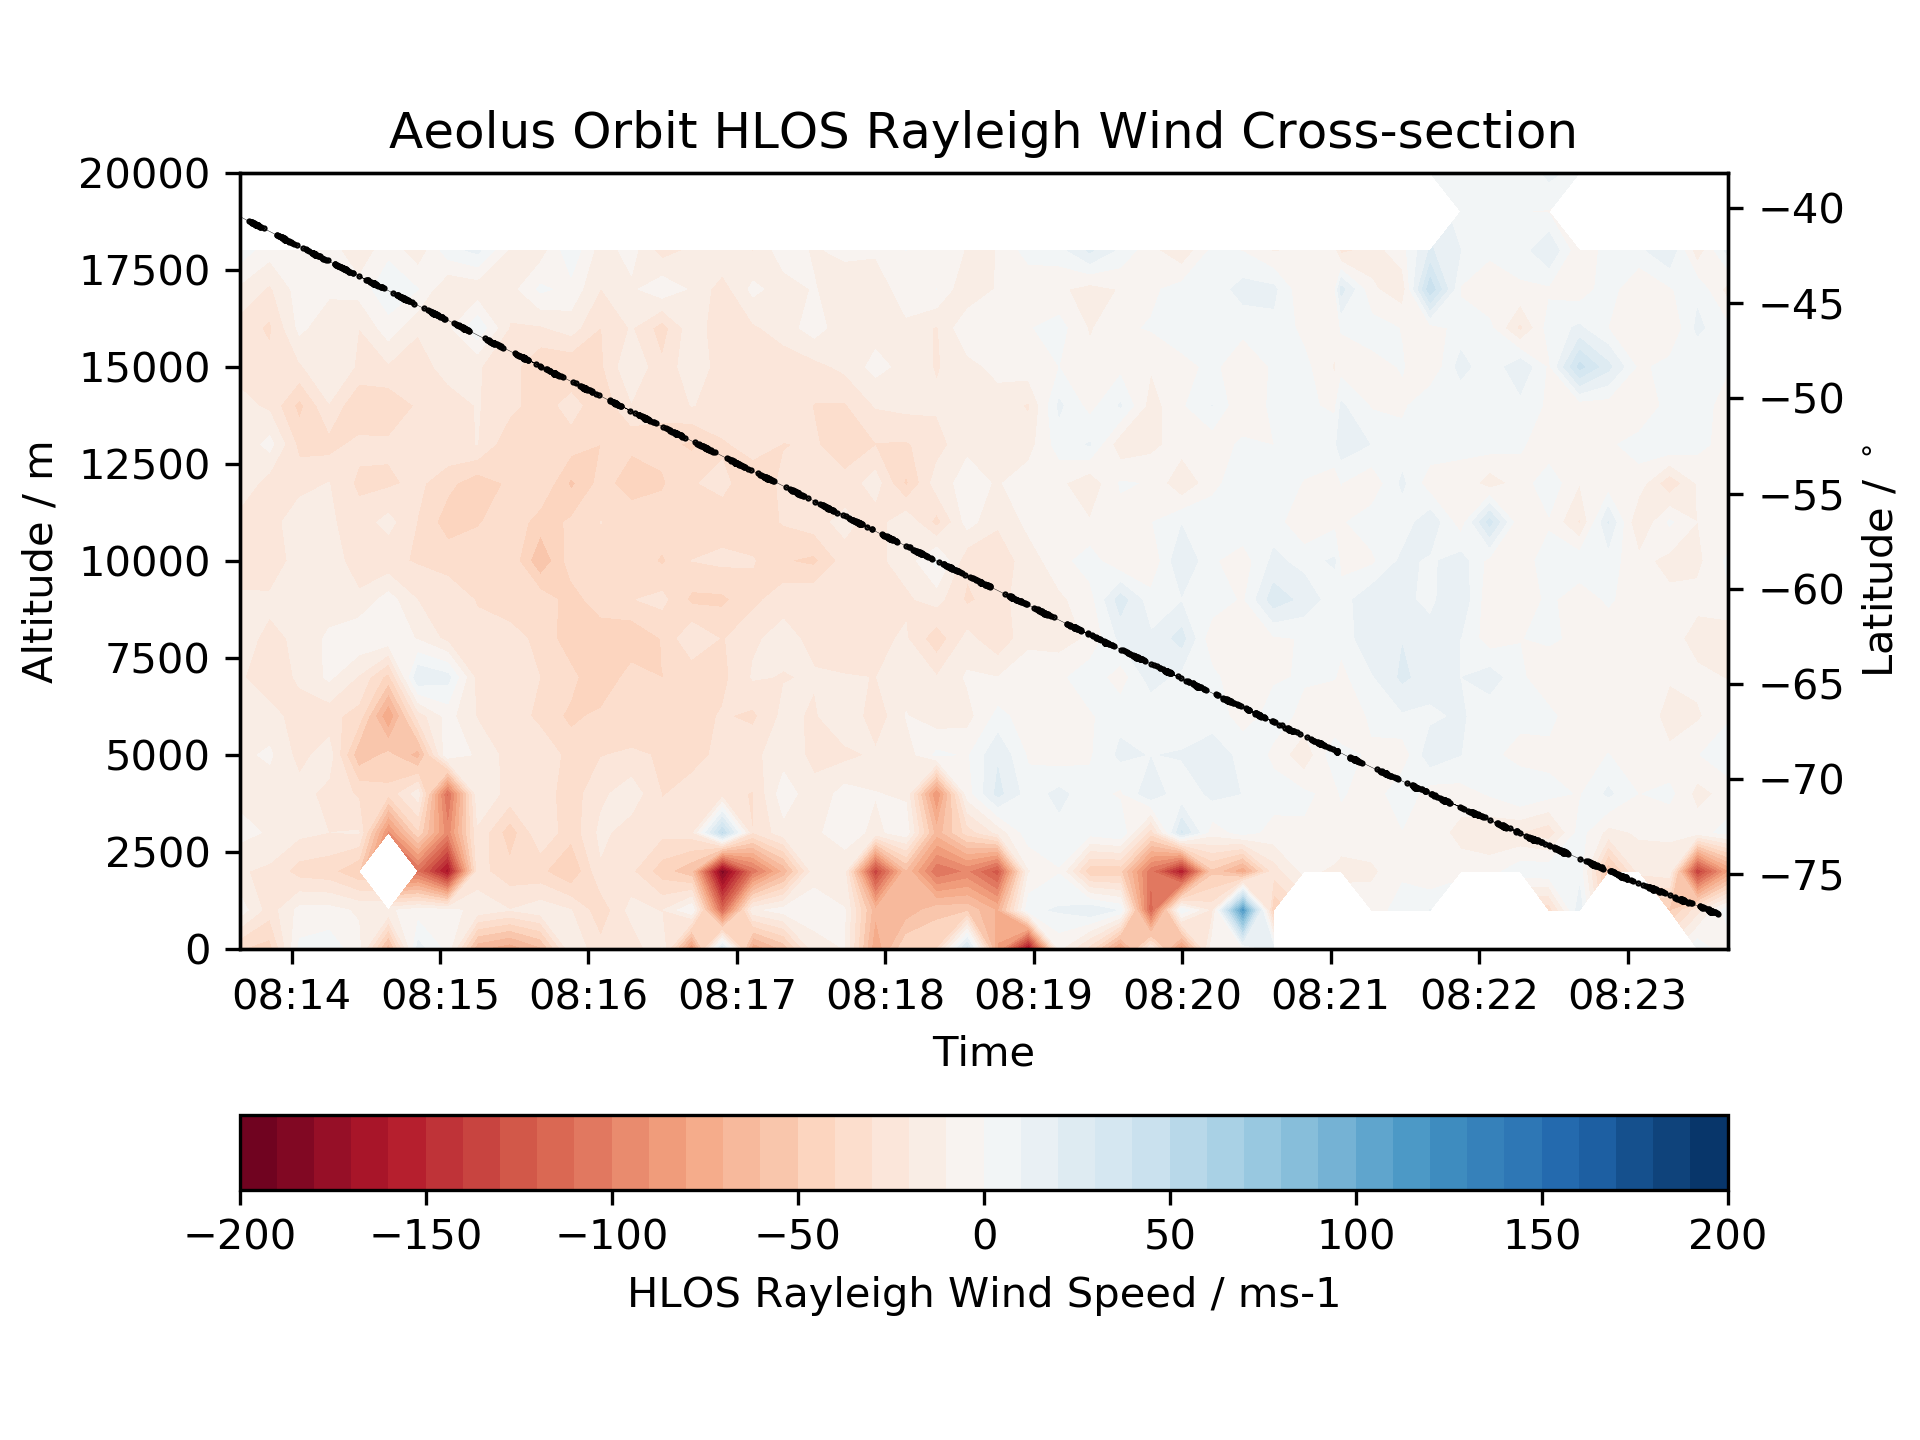 Aeolus Orbit HLOS Rayleigh Wind Cross-section
20000
17500
15000
12500
10000
7500
5000
2500
0
Altitude / m
−40
−45
−50
−55
−60
−65
−70
−75
Latitude / °
08:14 08:15 08:16 08:17 08:18 08:19 08:20 08:21 08:22 08:23
Time
−200 −150 −100 −50 0 50 100 150 200
HLOS Rayleigh Wind Speed / ms-1